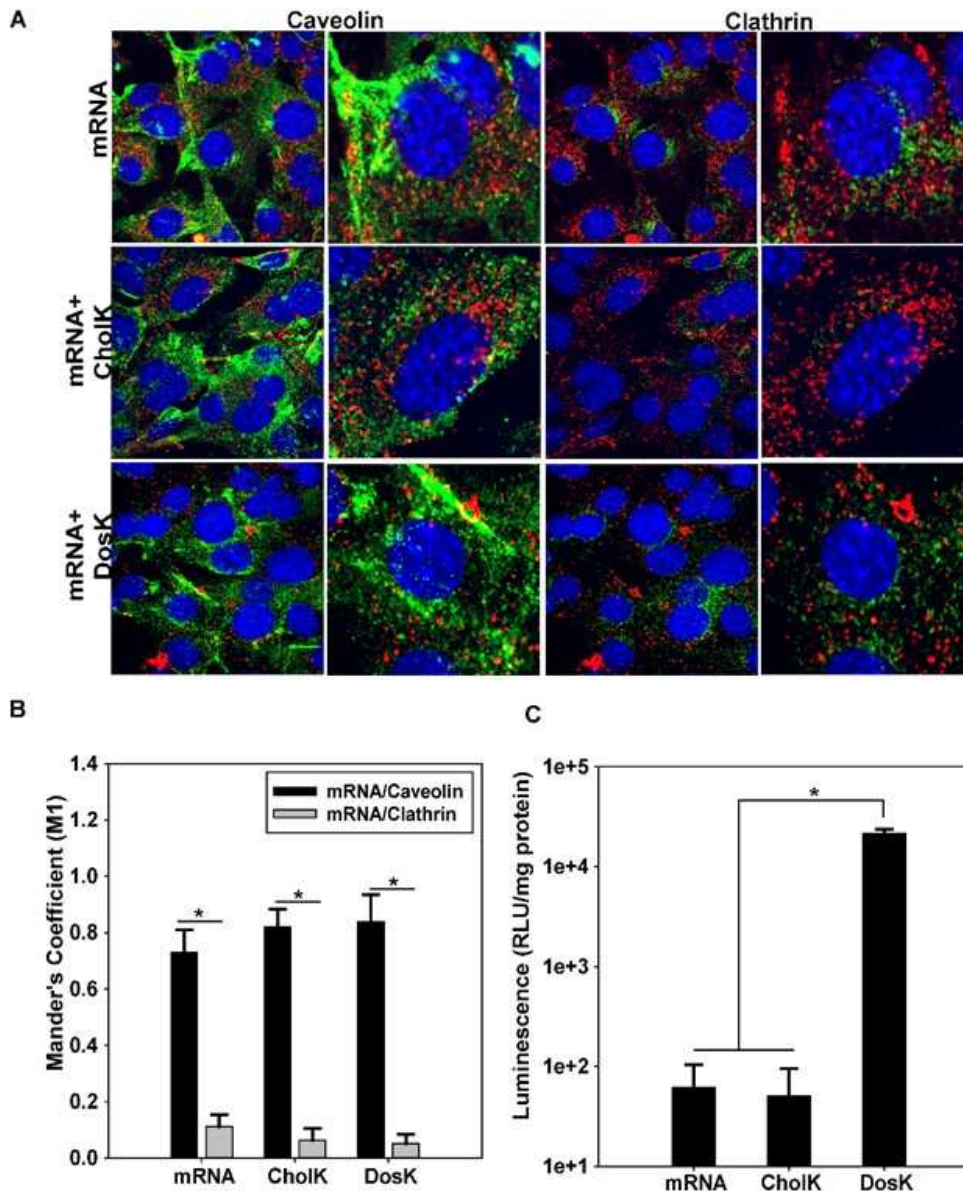 A
Caveolin
Clathrin
mRNA
mRNA+
CholK
mRNA+
DosK
B
C
Mander's Coefficient (M1)
1.4
1.2
1.0
0.8
0.6
0.4
0.2
0.0
mRNA/Caveolin
mRNA/Clathrin
*
*
*
mRNA
CholK
DosK
Luminescence (RLU/mg protein)
1e+5
1e+4
1e+3
1e+2
1e+1
*
mRNA
CholK
DosK